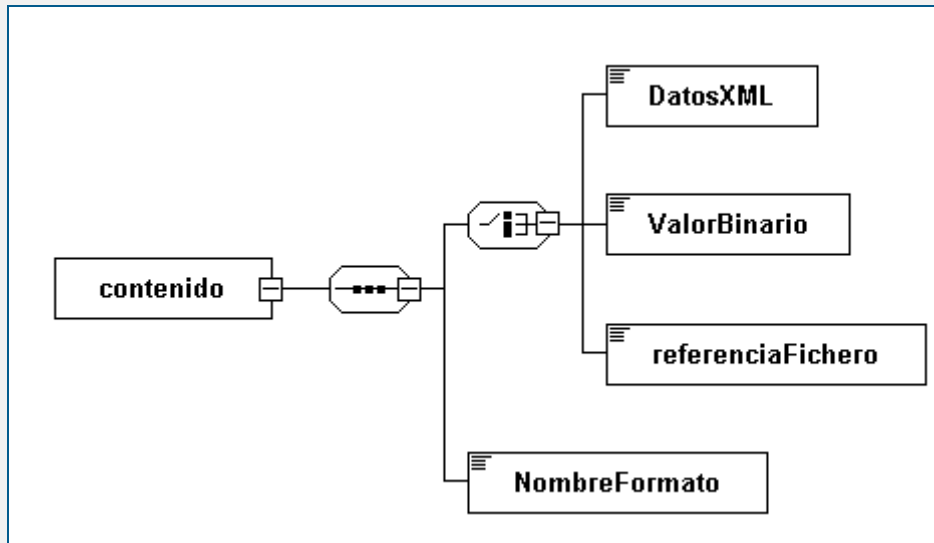 DatosXML
ValorBinario
contenido
referenciaFichero
NombreFormato